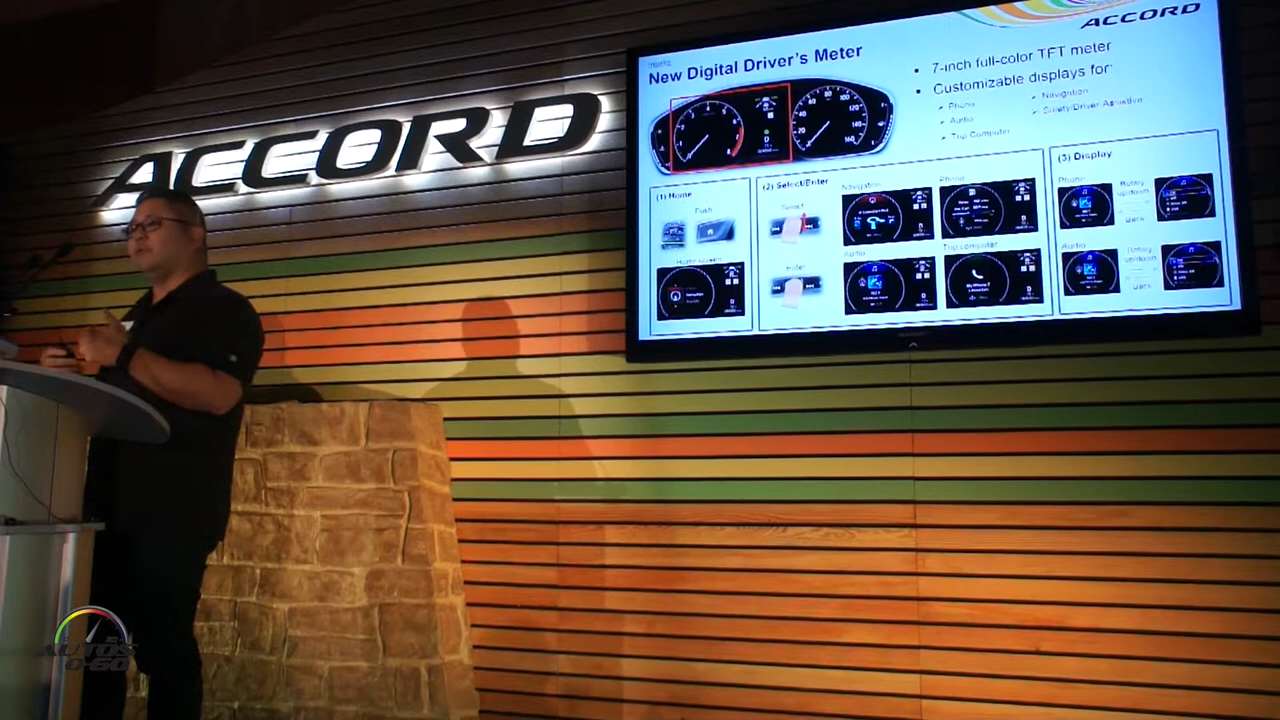 ACCORD
ACCORD
New Digital Driver's Meter
7-inch full-color TFT meter
Customizable displays for:
Phone
Audio
Trip Computer
Navigation
Safety/Driver Assistive
(1) Home
Push
Home screen
(2) Select/Enter
Select
Enter
Navigation
Phone
Audio
Trip computer
(3) Display
Phone
Audio
Back
Back
AUTOS
0-60